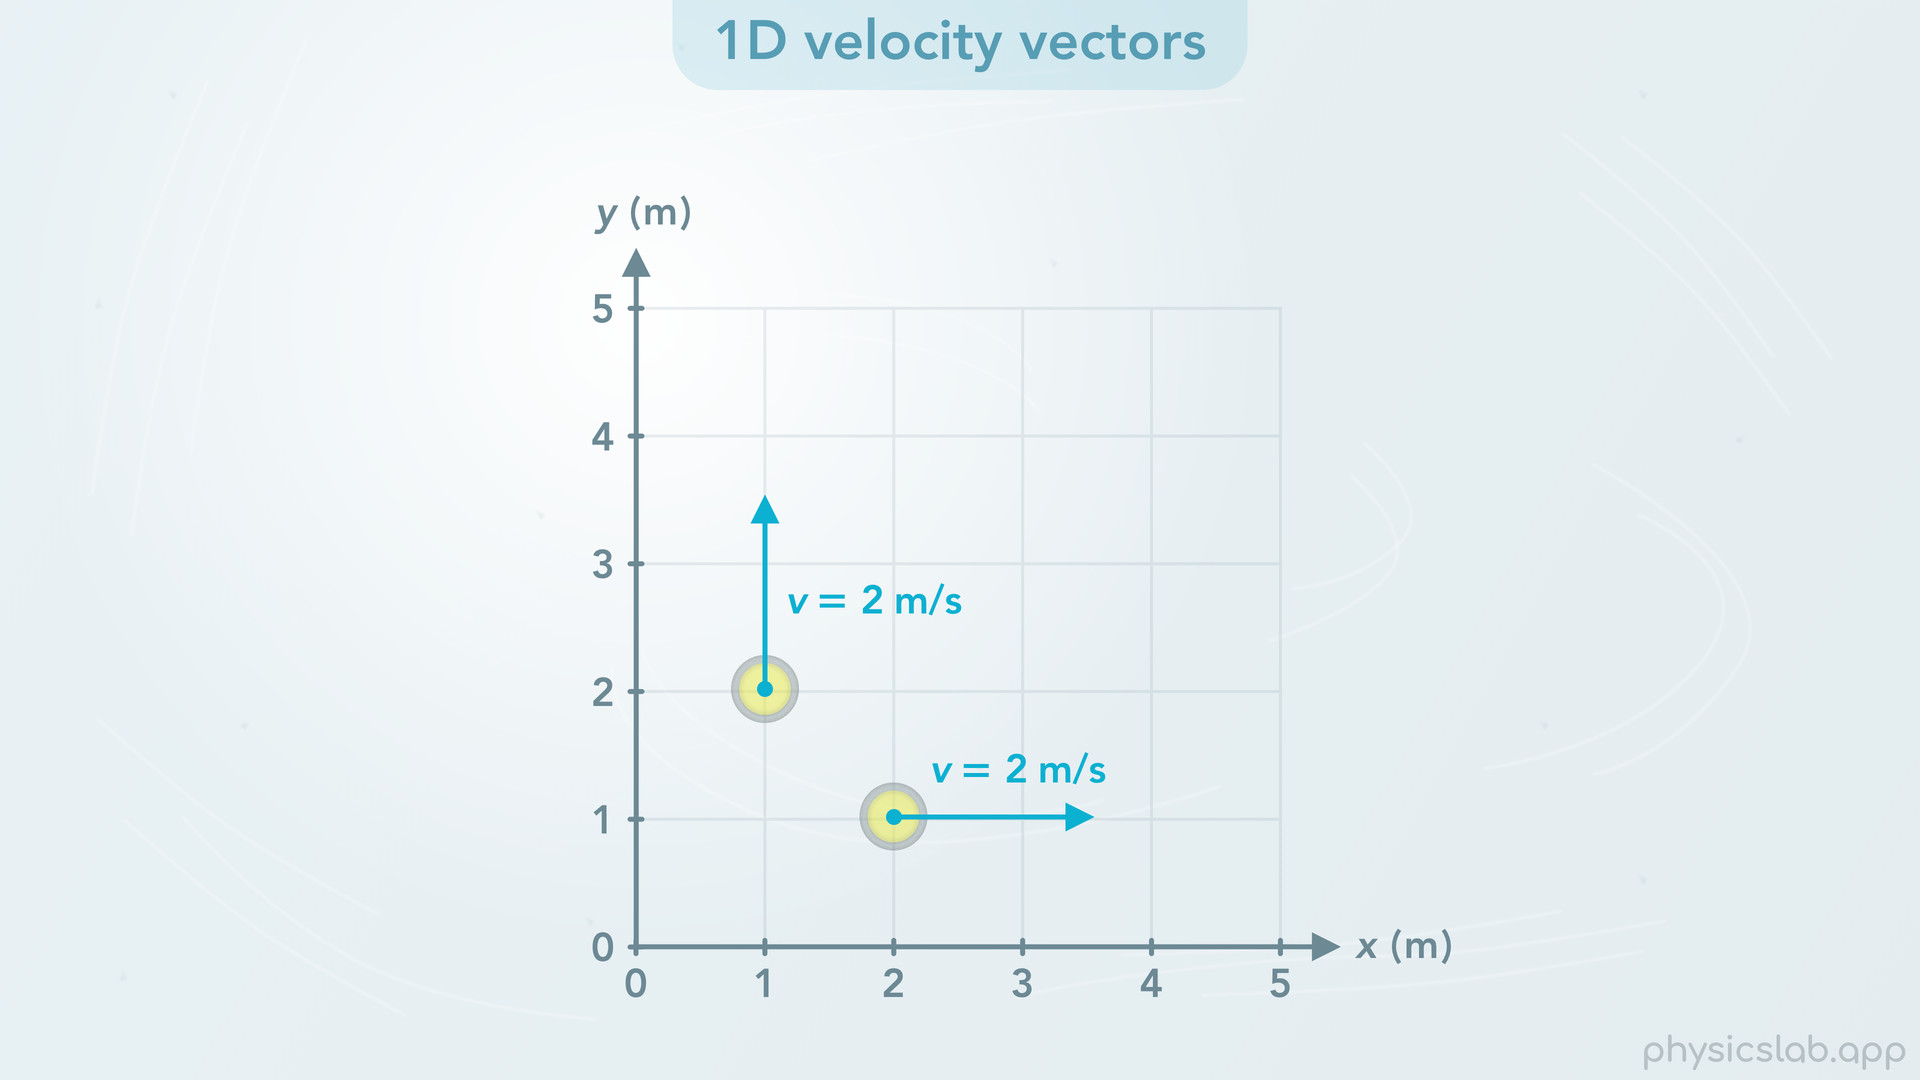 1D velocity vectors
y (m)
5
4
3
v = 2 m/s
2
v = 2 m/s
1
0
x (m)
0 1 2 3 4 5
physicslab.app